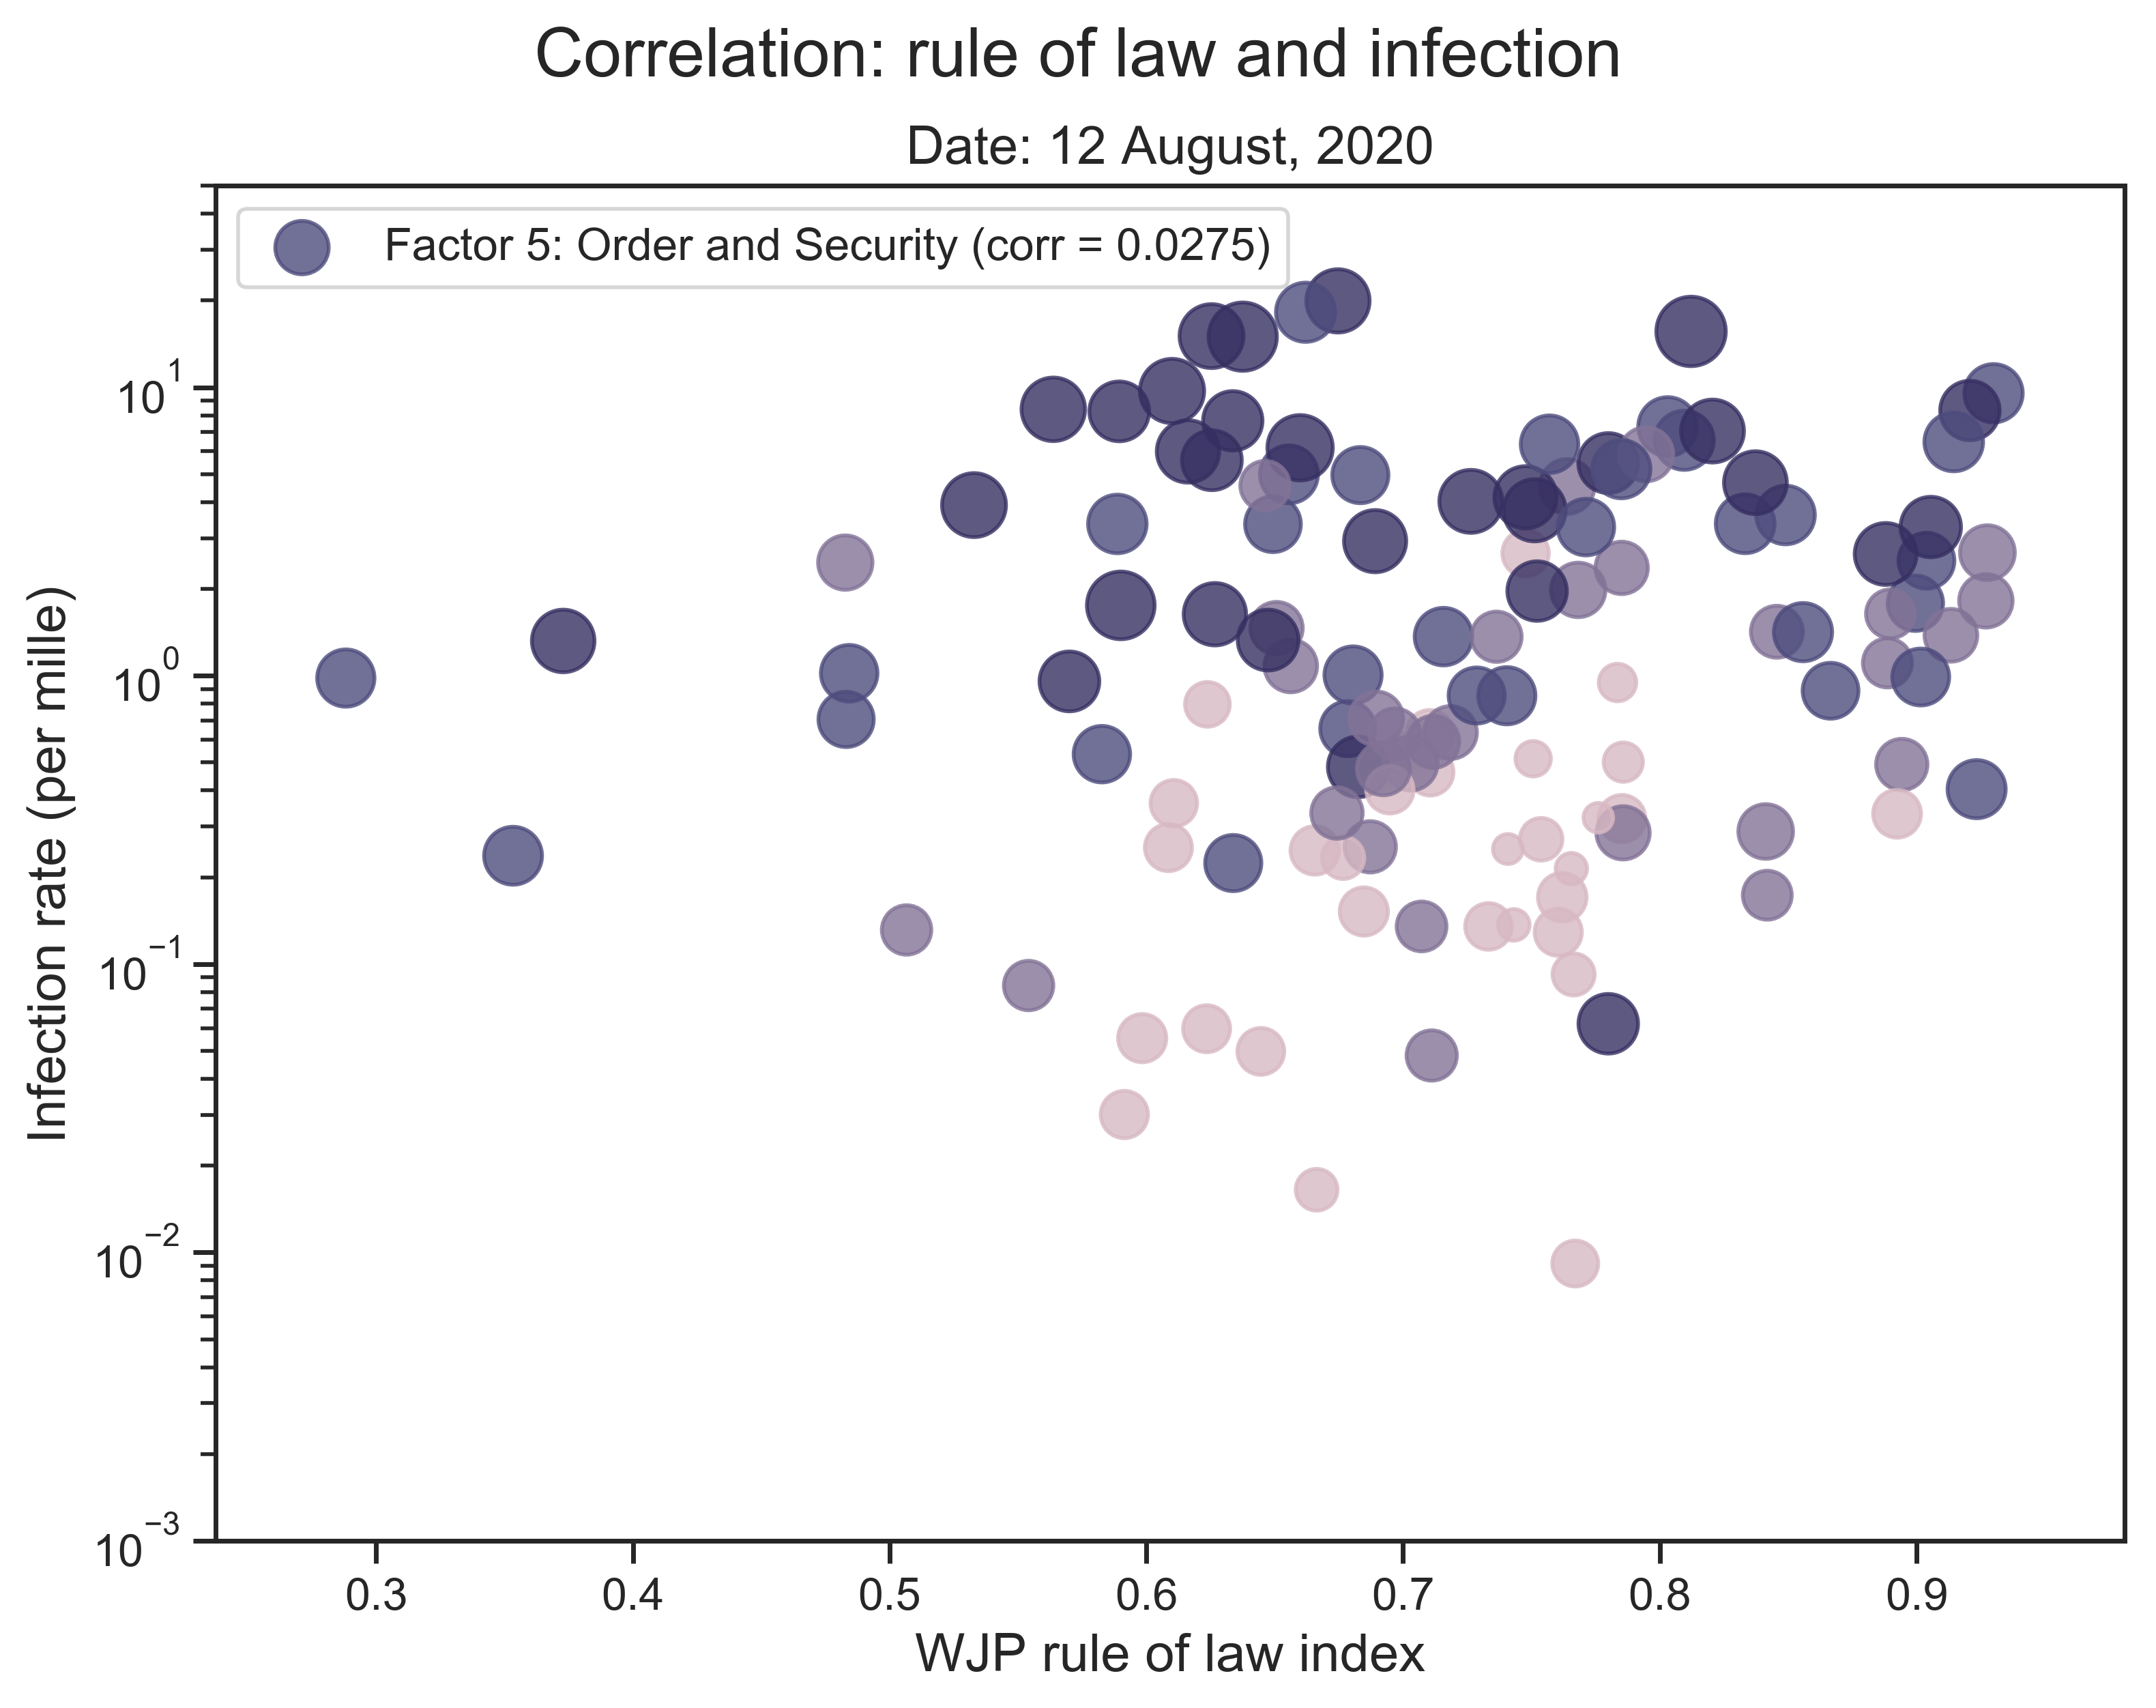 Correlation: rule of law and infection
Date: 12 August, 2020
Factor 5: Order and Security (corr = 0.0275)
Infection rate (per mille)
10^1
10^0
10^−1
10^−2
10^−3
0.3 0.4 0.5 0.6 0.7 0.8 0.9
WJP rule of law index